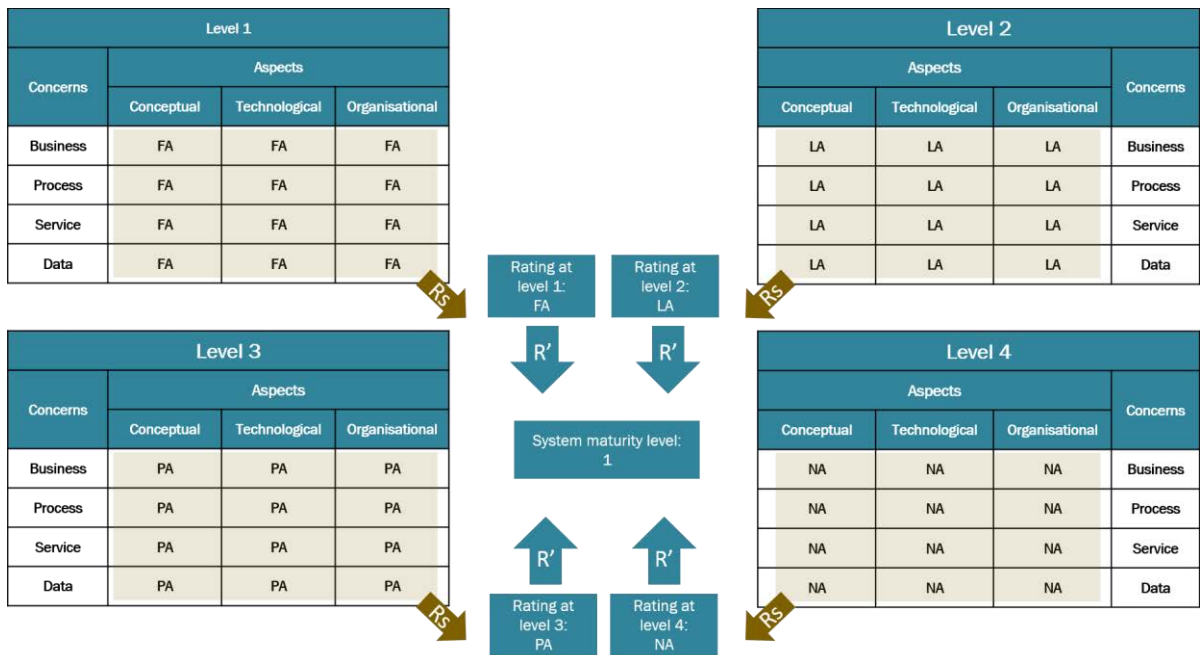 Level 1
Concerns Aspects
Conceptual Technological Organisational
Business FA FA FA
Process FA FA FA
Service FA FA FA
Data FA FA FA
Rs
Level 2
Aspects Concerns
Conceptual Technological Organisational
LA LA LA Business
LA LA LA Process
LA LA LA Service
LA LA LA Data
Rs
Rating at
level 1:
FA
Rating at
level 2:
LA
R’
R’
System maturity level:
1
Level 3
Concerns Aspects
Conceptual Technological Organisational
Business PA PA PA
Process PA PA PA
Service PA PA PA
Data PA PA PA
Rs
Level 4
Aspects Concerns
Conceptual Technological Organisational
NA NA NA Business
NA NA NA Process
NA NA NA Service
NA NA NA Data
Rs
R’
R’
Rating at
level 3:
PA
Rating at
level 4:
NA